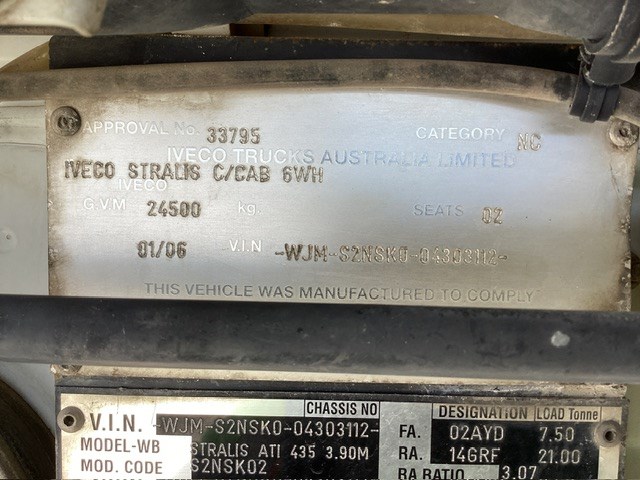 APPROVAL No. 33795 CATEGORY NC
IVECO TRUCKS AUSTRALIA LIMITED
IVECO STRALIS C/CAB 6WH
IVECO
G.V.M 24500 kg. SEATS 02
01/06 V.I.N -WJM-S2NSK0-04303112-
THIS VEHICLE WAS MANUFACTURED TO COMPLY
CHASSIS NO DESIGNATION LOAD Tonne
V.I.N. -WJM-S2NSK0-04303112- FA. 02AYD 7.50
MODEL-WB STRALIS ATI 435 3.90M RA. 14GRF 21.00
MOD. CODE S2NSK02 RA RATIO 3.07